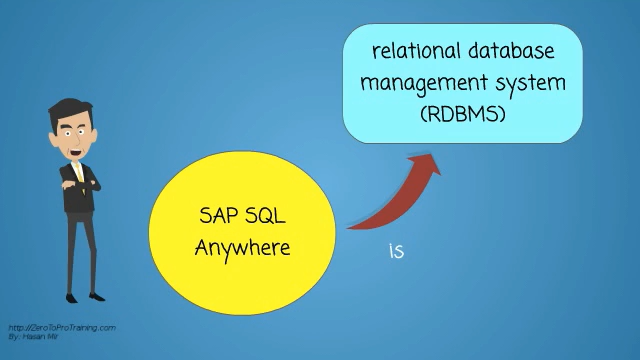 relational database
management system
(RDBMS)
SAP SQL
Anywhere
is
http://ZeroToProTraining.com
By: Hasan Mir